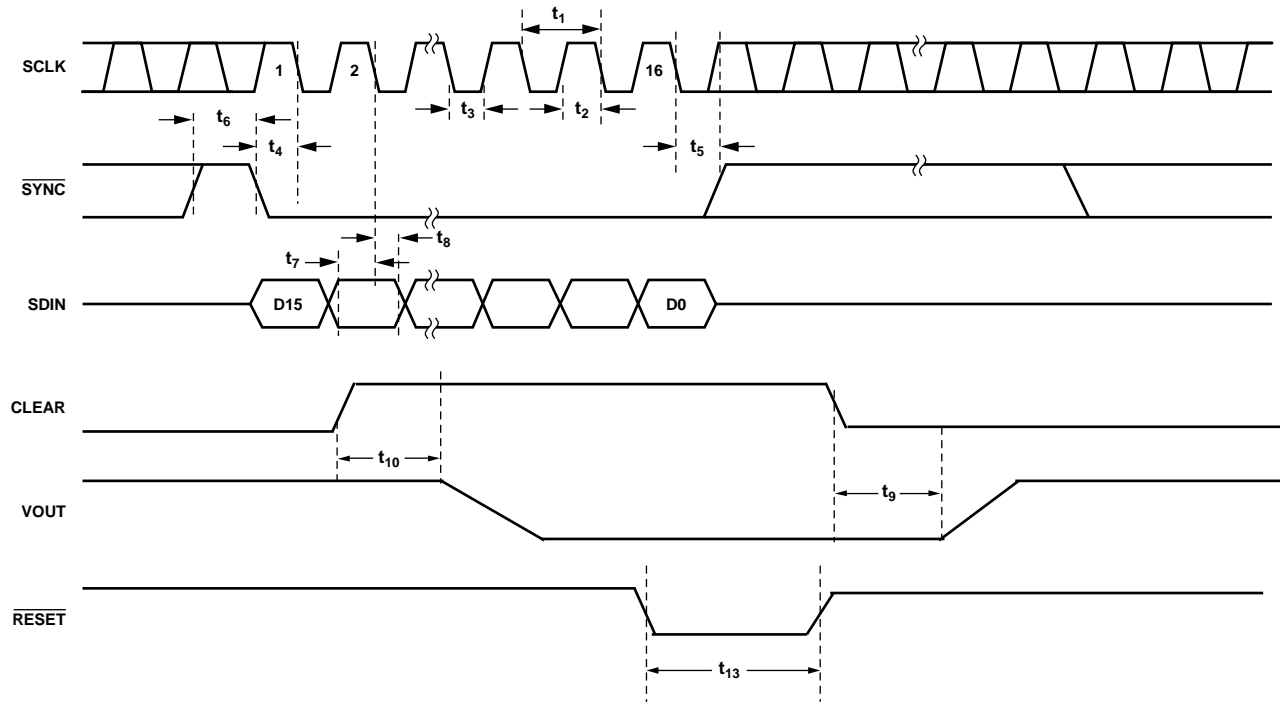 t1
SCLK
1
2
16
t3
t2
t6
t4
t5
SYNC
t8
t7
SDIN
D15
D0
CLEAR
t10
t9
VOUT
RESET
t13